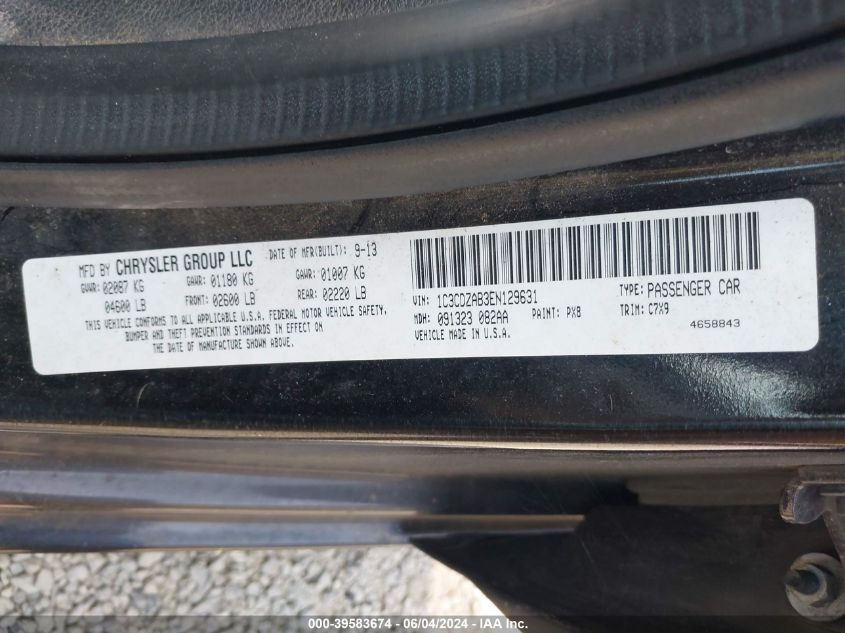 MFD BY CHRYSLER GROUP LLC DATE OF MFR(BUILT): 9-13
GVWR: 02087 KG GAWR: 01180 KG GAWR: 01007 KG
04600 LB FRONT: 02600 LB REAR: 02220 LB
THIS VEHICLE CONFORMS TO ALL APPLICABLE U.S.A. FEDERAL MOTOR VEHICLE SAFETY,
BUMPER AND THEFT PREVENTION STANDARDS IN EFFECT ON
THE DATE OF MANUFACTURE SHOWN ABOVE.
VIN: 1C3CDZAB3EN129631 TYPE: PASSENGER CAR
MDH: 091323 082AA PAINT: PX8 TRIM: C7X9
VEHICLE MADE IN U.S.A. 4658843
000-39583674 - 06/04/2024 - IAA Inc.